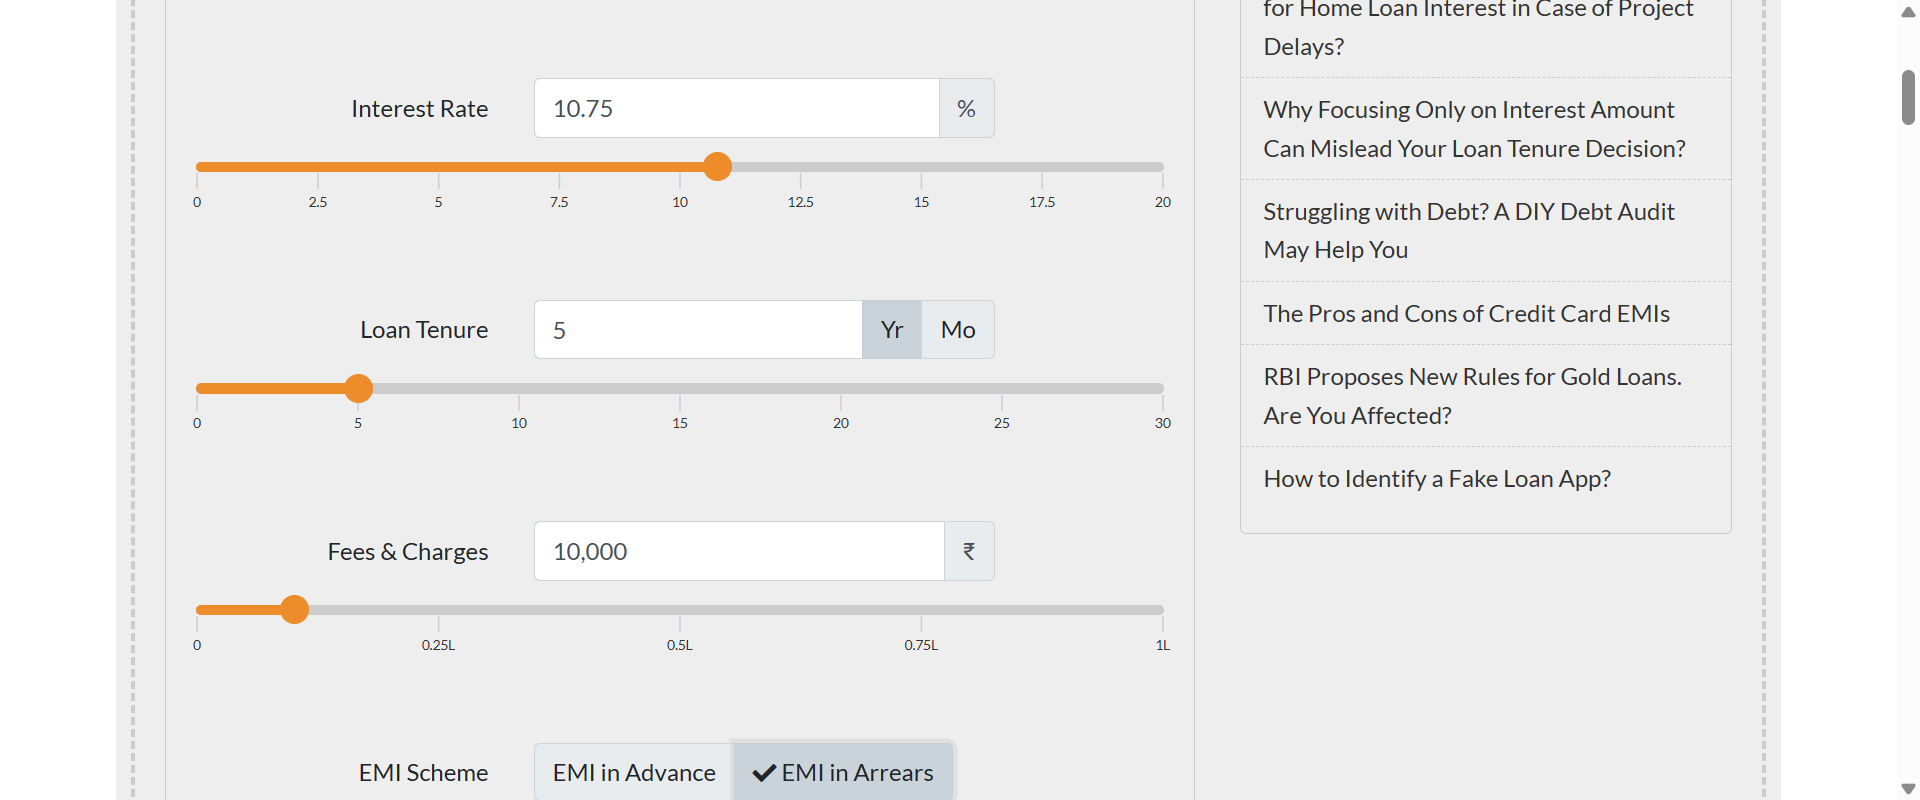 Interest Rate
10.75
%
0 2.5 5 7.5 10 12.5 15 17.5 20
Loan Tenure
5
Yr
Mo
0 5 10 15 20 25 30
Fees & Charges
10,000
₹
0 0.25L 0.5L 0.75L 1L
EMI Scheme
EMI in Advance
EMI in Arrears
for Home Loan Interest in Case of Project
Delays?
Why Focusing Only on Interest Amount
Can Mislead Your Loan Tenure Decision?
Struggling with Debt? A DIY Debt Audit
May Help You
The Pros and Cons of Credit Card EMIs
RBI Proposes New Rules for Gold Loans.
Are You Affected?
How to Identify a Fake Loan App?